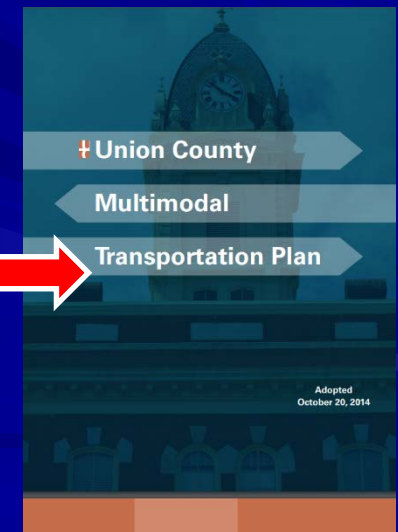 Union County
Multimodal
Transportation Plan
Adopted
October 20, 2014